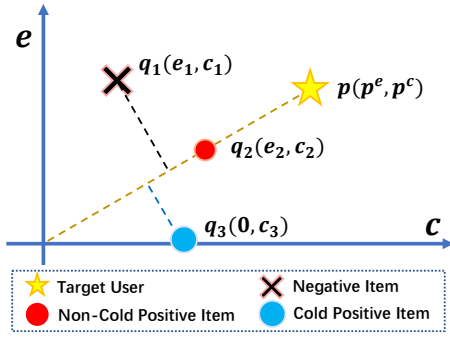 e
q₁(e₁, c₁)
p(pᵉ, pᶜ)
q₂(e₂, c₂)
q₃(0, c₃)
c
Target User
Negative Item
Non-Cold Positive Item
Cold Positive Item